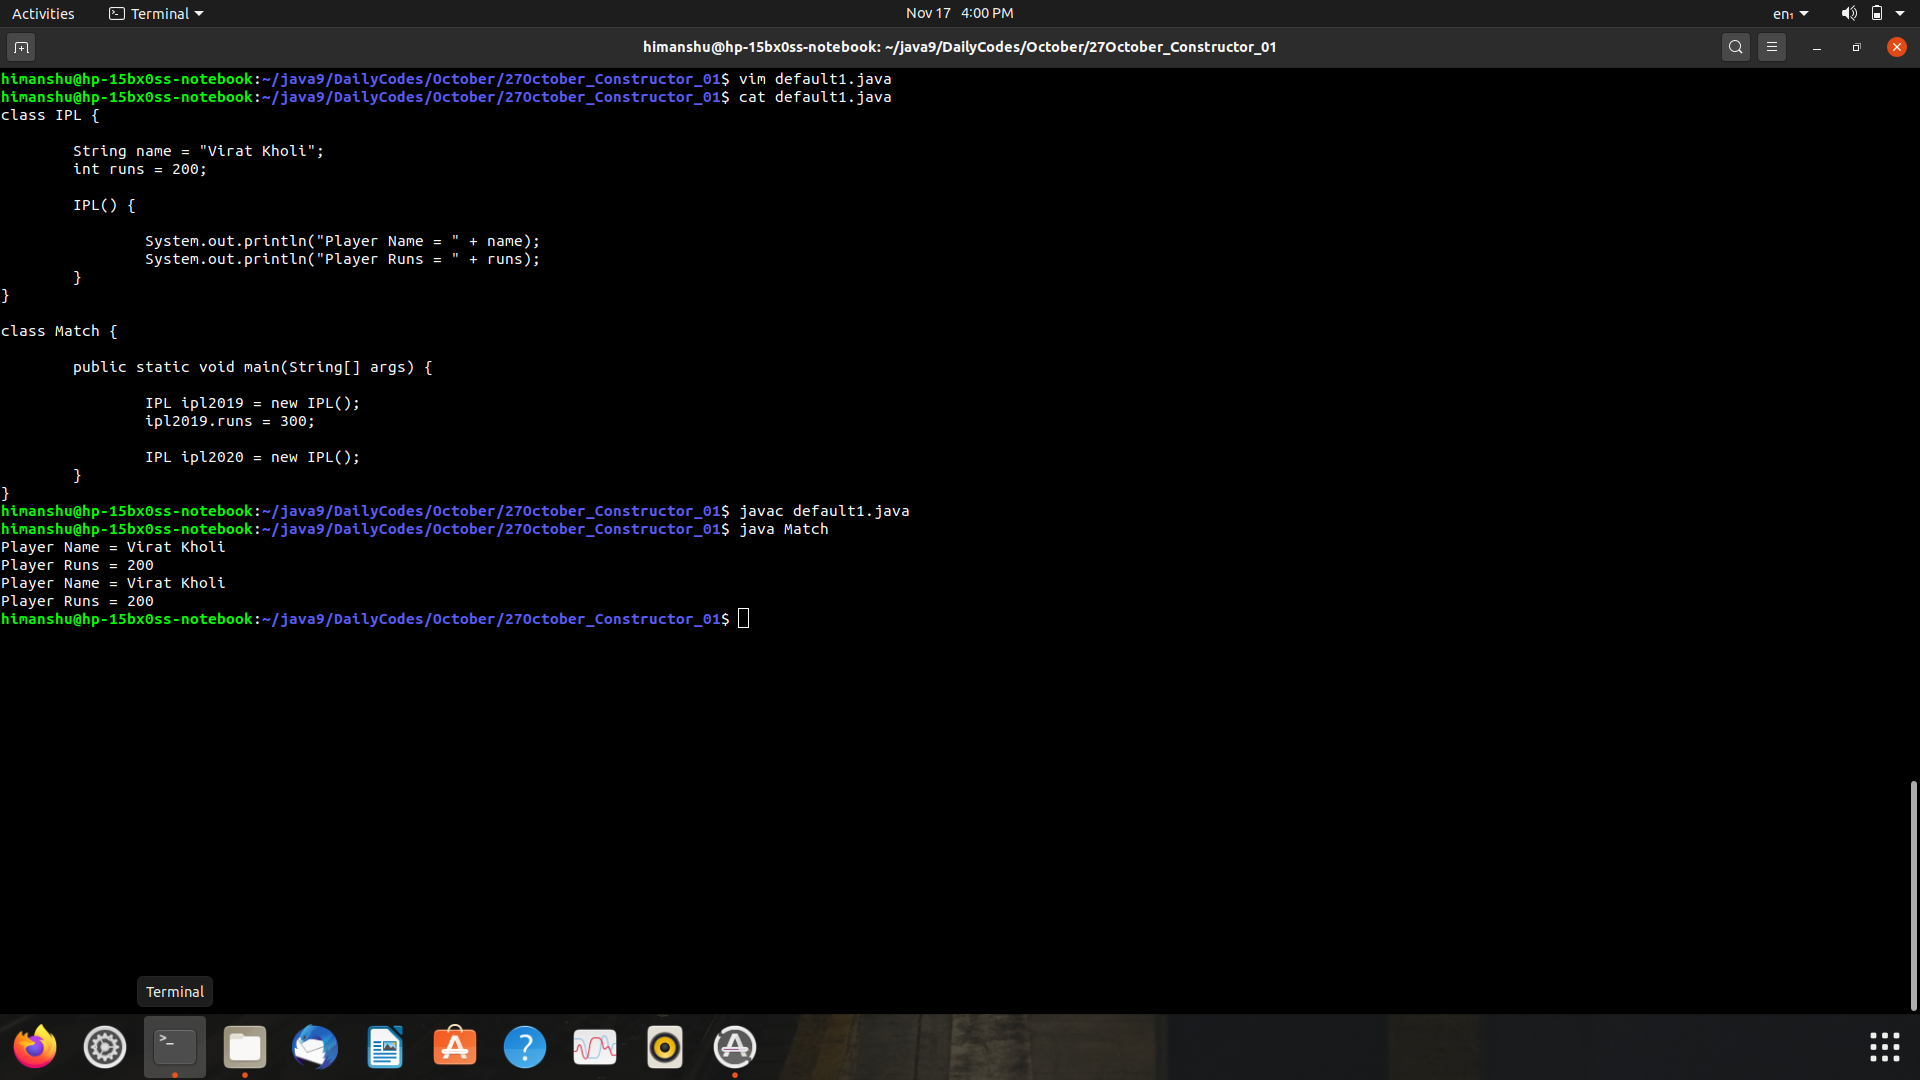 Activities Terminal Nov 17 4:00 PM en₁
himanshu@hp-15bx0ss-notebook: ~/java9/DailyCodes/October/27October_Constructor_01
himanshu@hp-15bx0ss-notebook:~/java9/DailyCodes/October/27October_Constructor_01$ vim default1.java
himanshu@hp-15bx0ss-notebook:~/java9/DailyCodes/October/27October_Constructor_01$ cat default1.java
class IPL {
String name = "Virat Kholi";
int runs = 200;
IPL() {
System.out.println("Player Name = " + name);
System.out.println("Player Runs = " + runs);
}
}
class Match {
public static void main(String[] args) {
IPL ipl2019 = new IPL();
ipl2019.runs = 300;
IPL ipl2020 = new IPL();
}
}
himanshu@hp-15bx0ss-notebook:~/java9/DailyCodes/October/27October_Constructor_01$ javac default1.java
himanshu@hp-15bx0ss-notebook:~/java9/DailyCodes/October/27October_Constructor_01$ java Match
Player Name = Virat Kholi
Player Runs = 200
Player Name = Virat Kholi
Player Runs = 200
himanshu@hp-15bx0ss-notebook:~/java9/DailyCodes/October/27October_Constructor_01$
Terminal